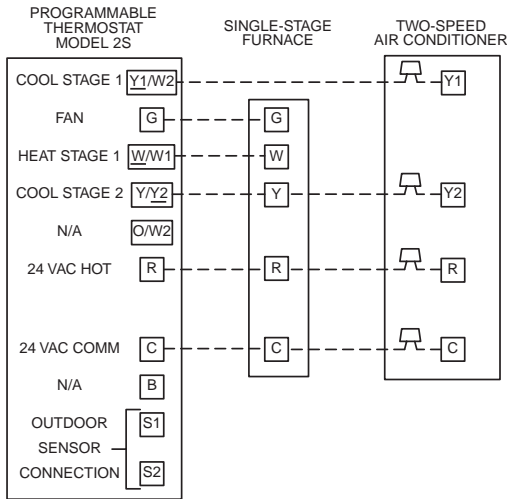 PROGRAMMABLE
THERMOSTAT
MODEL 2S
SINGLE-STAGE
FURNACE
TWO-SPEED
AIR CONDITIONER
COOL STAGE 1 Y1/W2 Y1
FAN G G
HEAT STAGE 1 W/W1 W
COOL STAGE 2 Y/Y2 Y Y2
N/A O/W2
24 VAC HOT R R R
24 VAC COMM C C C
N/A B
OUTDOOR S1
SENSOR
CONNECTION S2